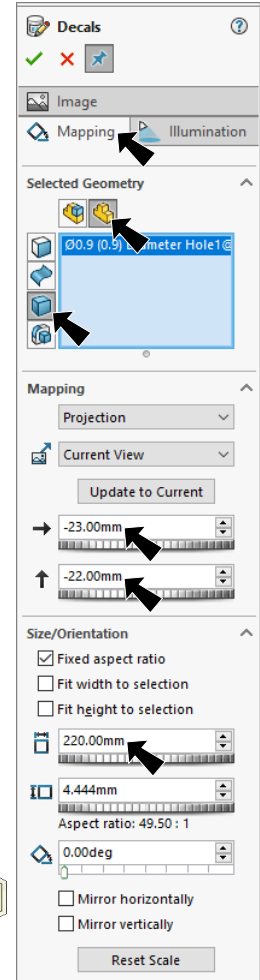 Decals
Image
Mapping
Illumination
Selected Geometry
Ø0.9 (0.9) Diameter Hole1@
Mapping
Projection
Current View
Update to Current
-23.00mm
-22.00mm
Size/Orientation
Fixed aspect ratio
Fit width to selection
Fit height to selection
220.00mm
4.444mm
Aspect ratio: 49.50 : 1
0.00deg
Mirror horizontally
Mirror vertically
Reset Scale